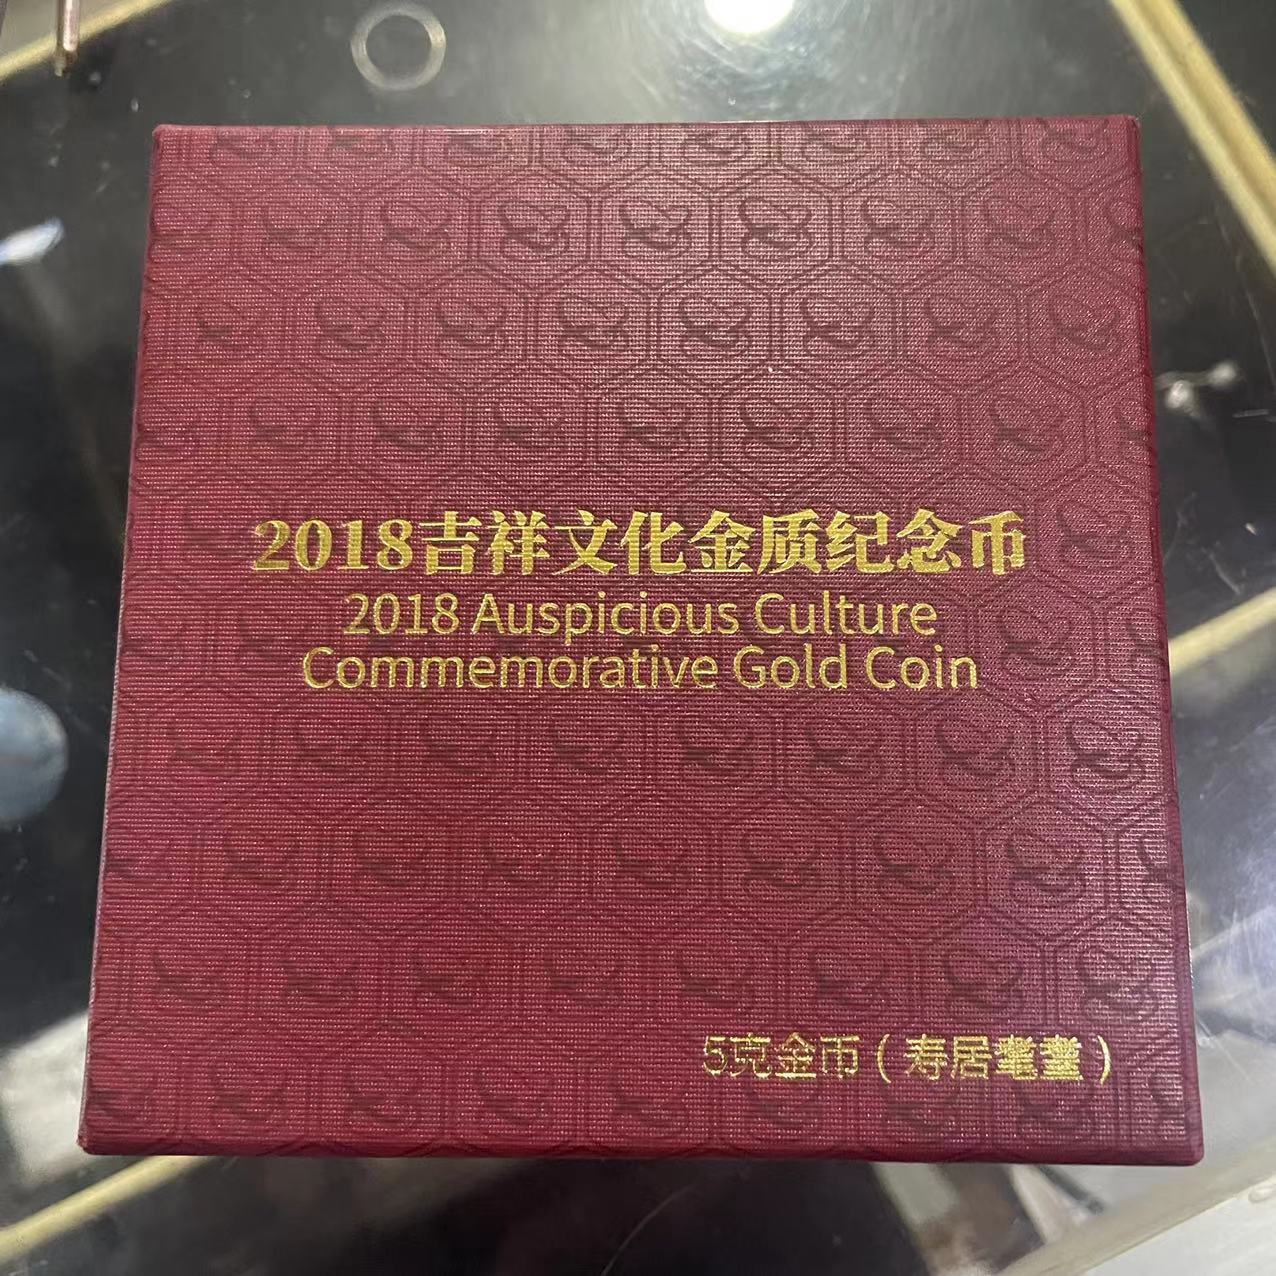 2018吉祥文化金质纪念币
2018 Auspicious Culture
Commemorative Gold Coin
5克金币(寿居耄耋)